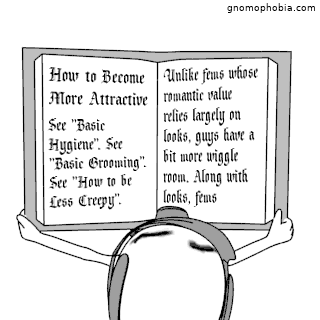 gnomophobia.com
How to Become
More Attractive
See "Basic
Hygiene". See
"Basic Grooming".
See "How to be
Less Creepy".
Unlike fems whose
romantic value
relies largely on
looks, guys have a
bit more wiggle
room. Along with
looks, fems